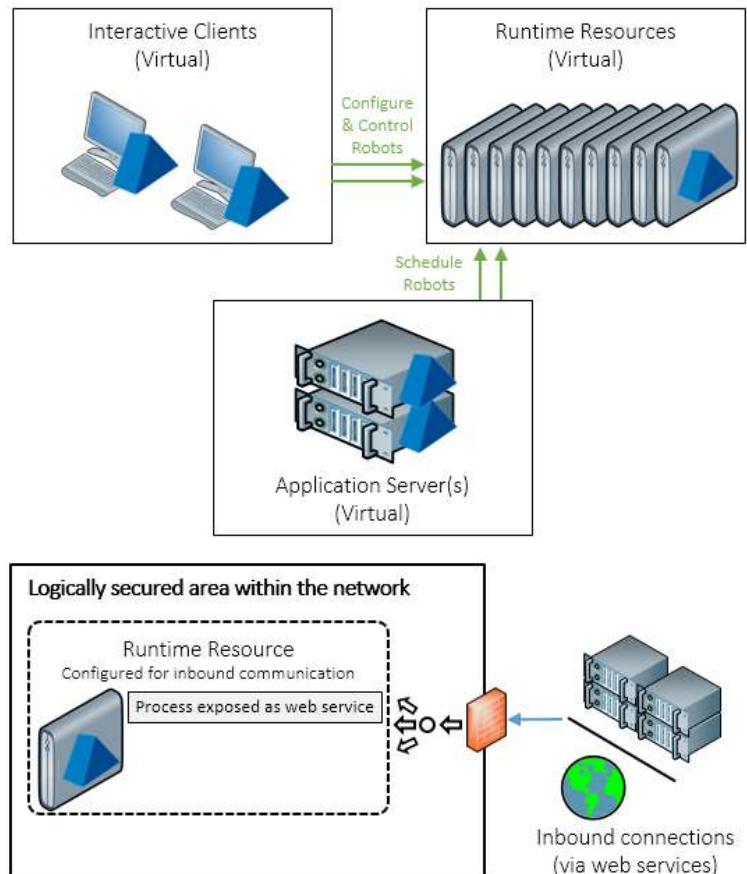 Interactive Clients
(Virtual)
Runtime Resources
(Virtual)
Configure
& Control
Robots
Schedule
Robots
Application Server(s)
(Virtual)
Logically secured area within the network
Runtime Resource
Configured for inbound communication
Process exposed as web service
Inbound connections
(via web services)